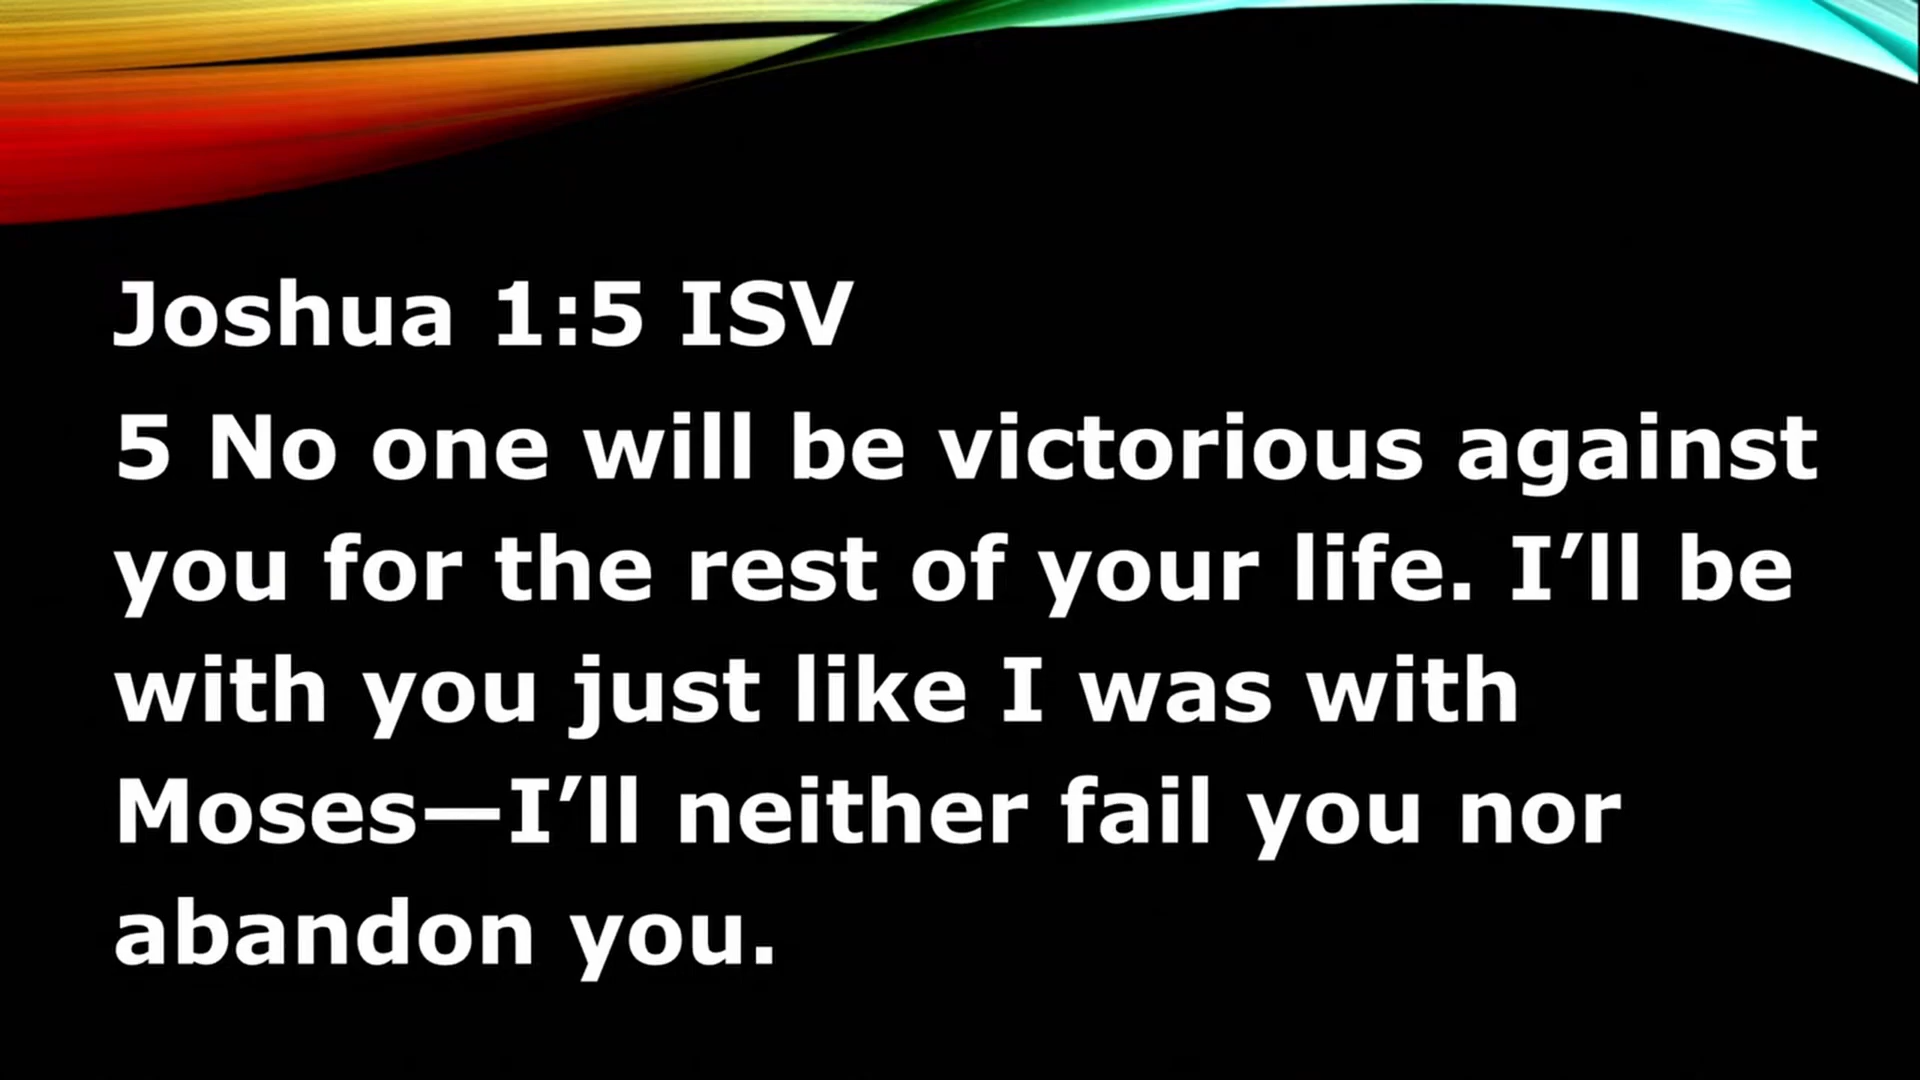 Joshua 1:5 ISV
5 No one will be victorious against
you for the rest of your life. I’ll be
with you just like I was with
Moses—I’ll neither fail you nor
abandon you.